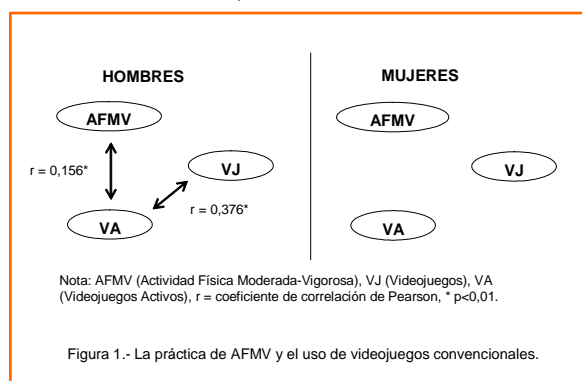 HOMBRES
MUJERES
AFMV
AFMV
r = 0,156*
VJ
VJ
r = 0,376*
VA
VA
Nota: AFMV (Actividad Física Moderada-Vigorosa), VJ (Videojuegos), VA
(Videojuegos Activos), r = coeficiente de correlación de Pearson, * p<0,01.
Figura 1.- La práctica de AFMV y el uso de videojuegos convencionales.